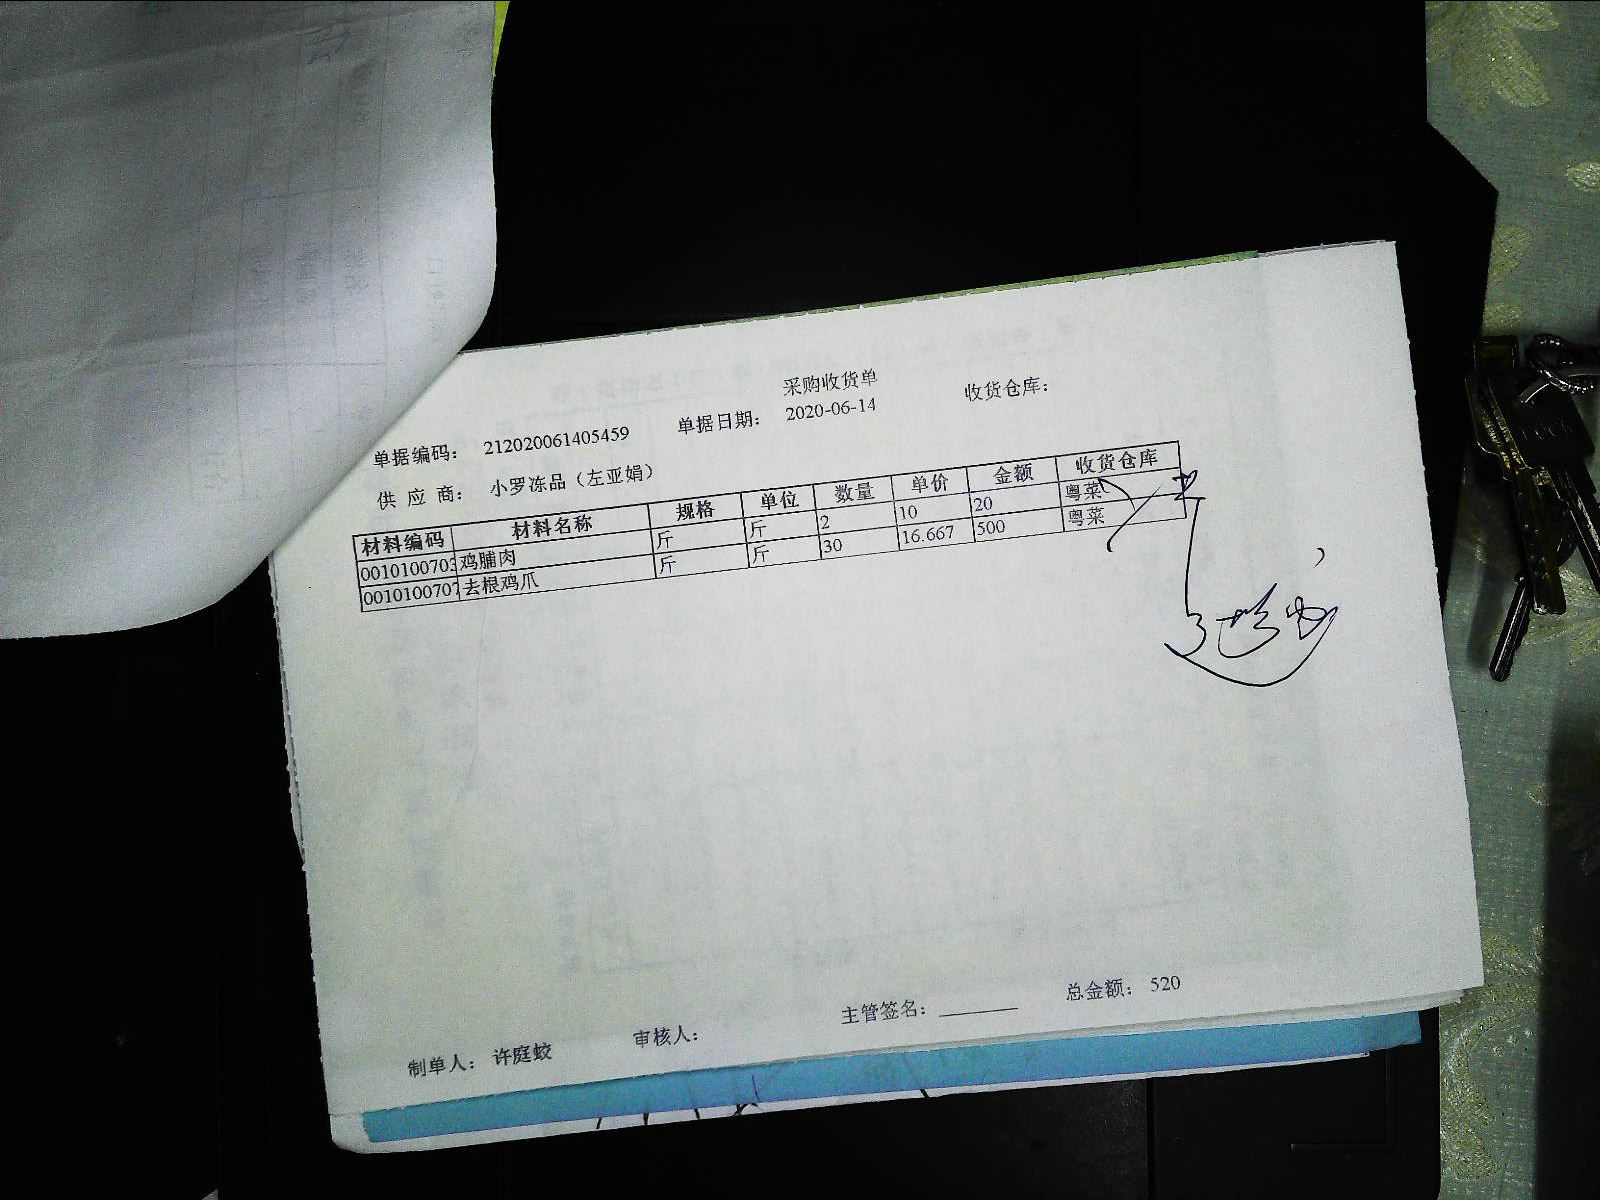 采购收货单
单据编码： 212020061405459 单据日期： 2020-06-14 收货仓库：
供 应 商： 小罗冻品（左亚娟）
材料编码 材料名称 规格 单位 数量 单价 金额 收货仓库
0010100703 鸡脯肉 斤 斤 2 10 20 粤菜
0010100707 去根鸡爪 斤 斤 30 16.667 500 粤菜
制单人： 许庭蛟 审核人： 主管签名： 总金额： 520